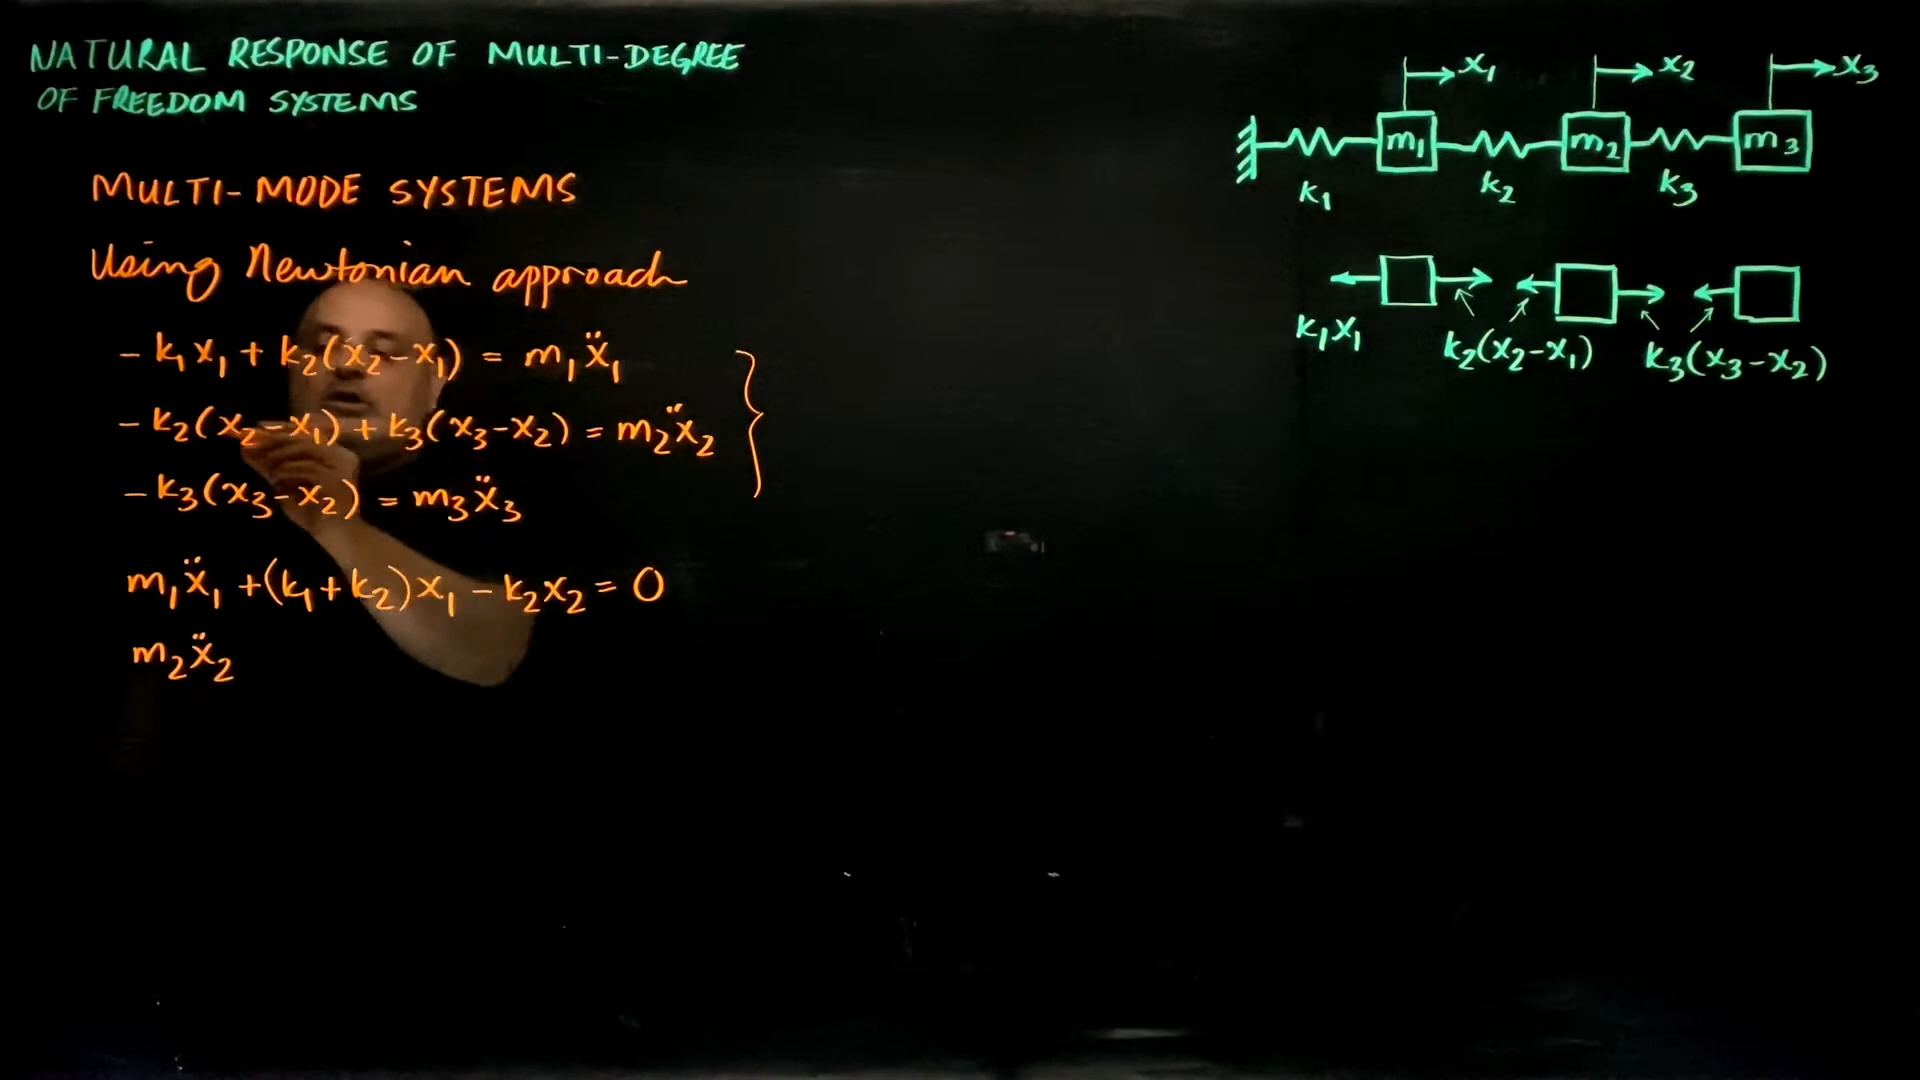 NATURAL RESPONSE OF MULTI-DEGREE
OF FREEDOM SYSTEMS
MULTI-MODE SYSTEMS
Using Newtonian approach
-k₁x₁ + k₂(x₂-x₁) = m₁ẍ₁
-k₂(x₂-x₁) + k₃(x₃-x₂) = m₂ẍ₂
-k₃(x₃-x₂) = m₃ẍ₃
m₁ẍ₁ + (k₁+k₂)x₁ - k₂x₂ = 0
m₂ẍ₂
x₁ x₂ x₃
m₁ m₂ m₃
k₁ k₂ k₃
k₁x₁ k₂(x₂-x₁) k₃(x₃-x₂)